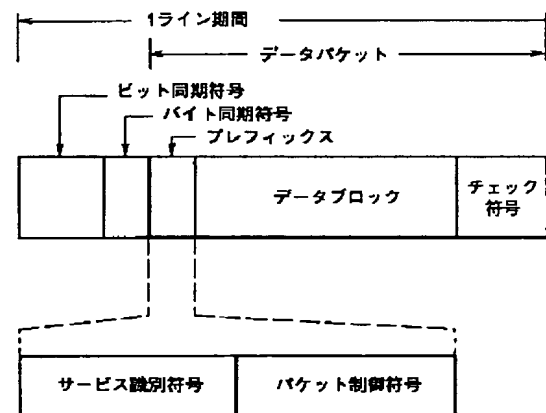 1ライン期間
データパケット
ビット同期符号
バイト同期符号
プレフィックス
データブロック
チェック
符号
サービス識別符号
パケット制御符号